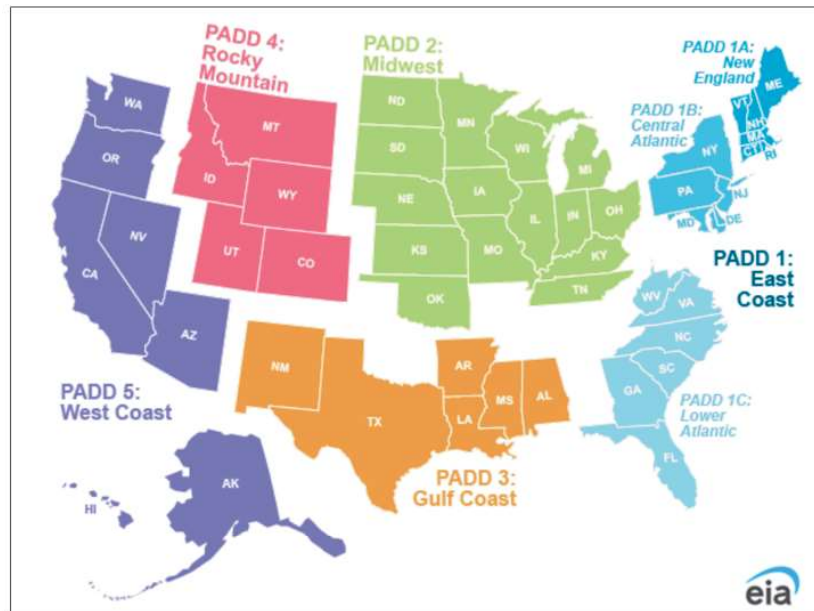 PADD 4:
Rocky
Mountain
PADD 2:
Midwest
PADD 1A:
New
England
PADD 1B:
Central
Atlantic
PADD 1:
East
Coast
PADD 1C:
Lower
Atlantic
PADD 5:
West Coast
PADD 3:
Gulf Coast
WA
OR
CA
NV
AZ
AK
HI
MT
ID
WY
UT
CO
ND
SD
NE
KS
OK
MN
IA
MO
WI
IL
MI
IN
OH
KY
TN
NM
TX
AR
LA
MS
AL
ME
VT
NH
MA
CT
RI
NY
PA
NJ
MD
DE
WV
VA
NC
SC
GA
FL
eia